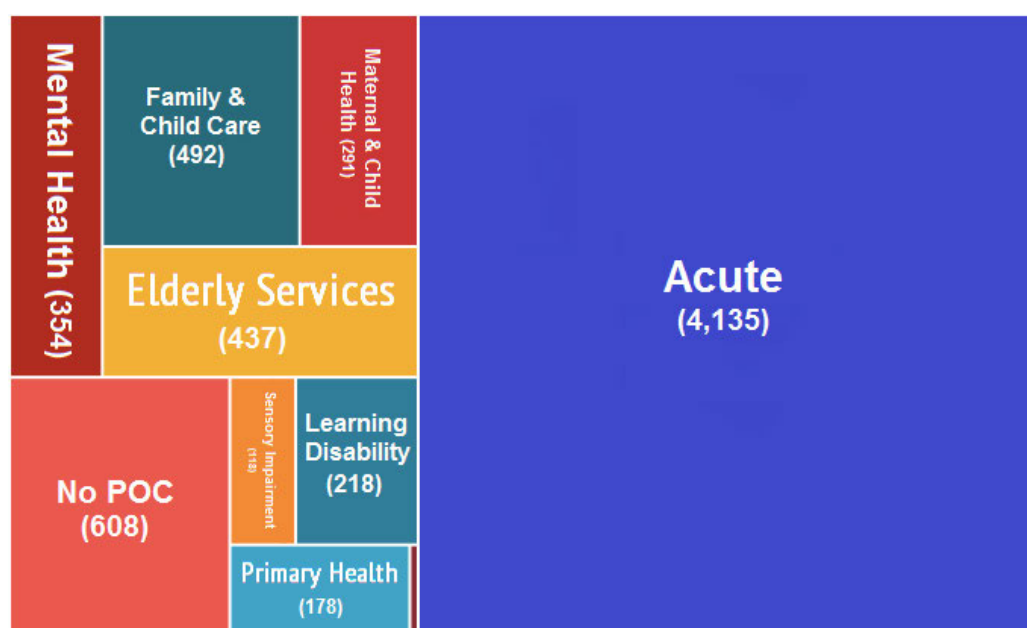 Mental Health (354)
Family &
Child Care
(492)
Maternal & Child
Health (291)
Elderly Services
(437)
Acute
(4,135)
No POC
(608)
Sensory Impairment
(118)
Learning
Disability
(218)
Primary Health
(178)